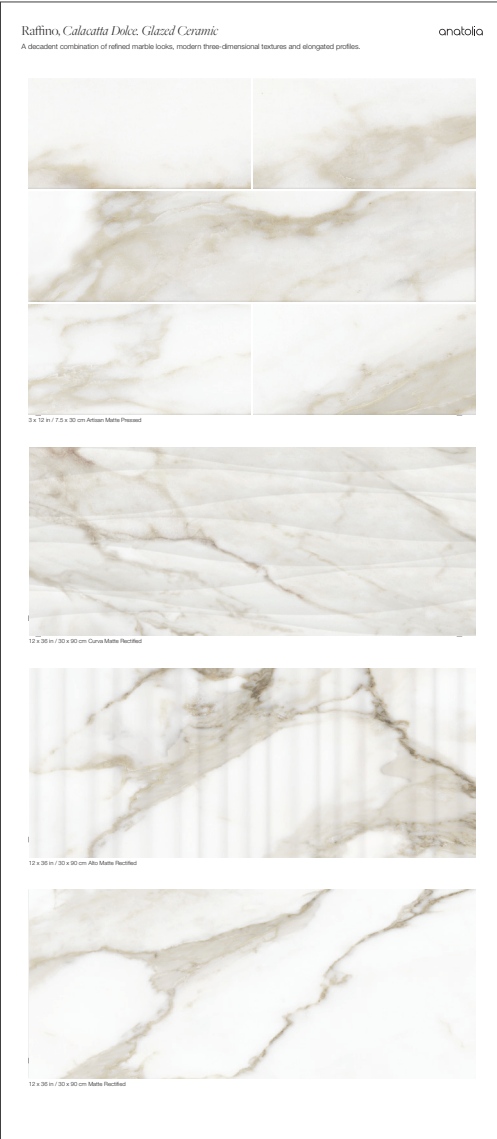 Raffino, Calacatta Dolce. Glazed Ceramic
anatolia
A decadent combination of refined marble looks, modern three-dimensional textures and elongated profiles.
3 x 12 in / 7.5 x 30 cm Artisan Matte Pressed
12 x 36 in / 30 x 90 cm Curva Matte Rectified
12 x 36 in / 30 x 90 cm Alto Matte Rectified
12 x 36 in / 30 x 90 cm Matte Rectified